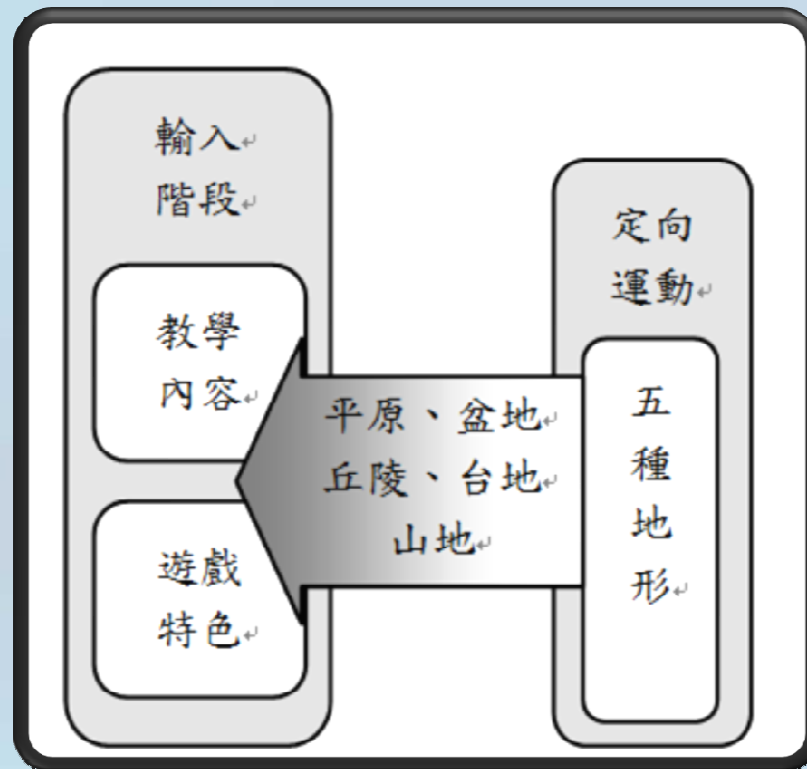 輸入
階段
教學
內容
遊戲
特色
平原、盆地
丘陵、台地
山地
定向
運動
五
種
地
形